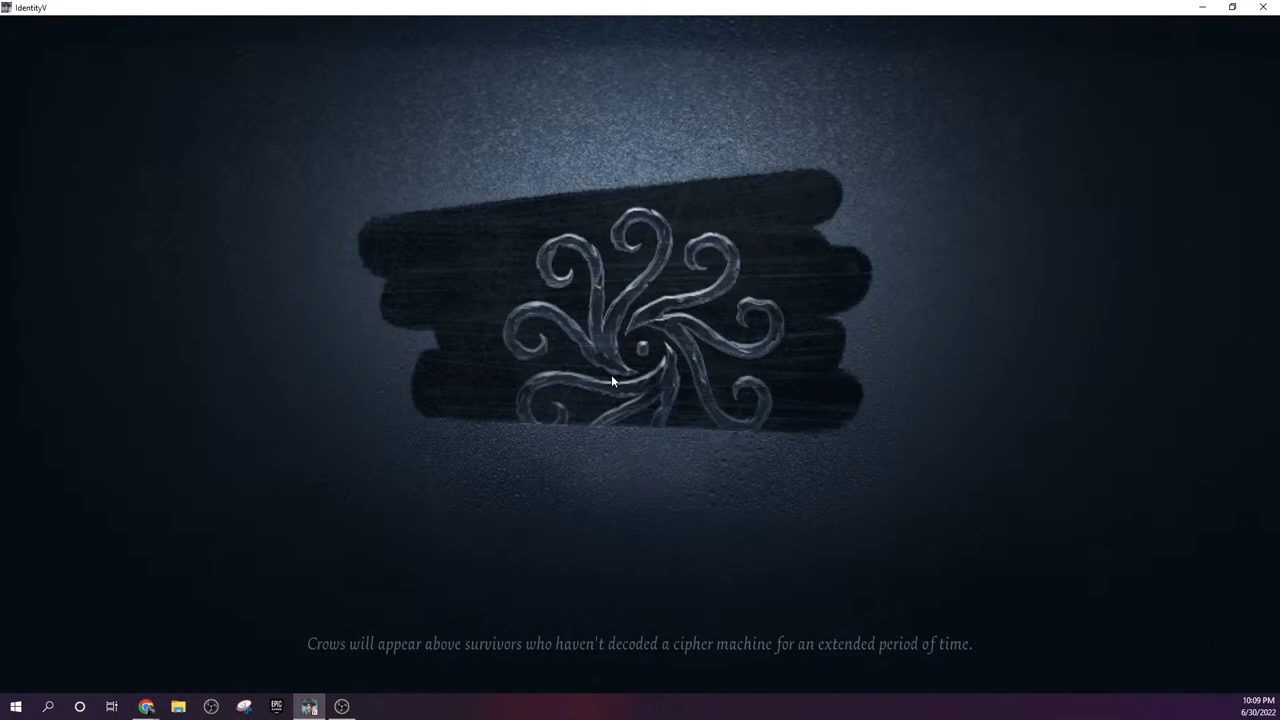 IdentityV
Crows will appear above survivors who haven't decoded a cipher machine for an extended period of time.
EPIC
10:09 PM
6/30/2022